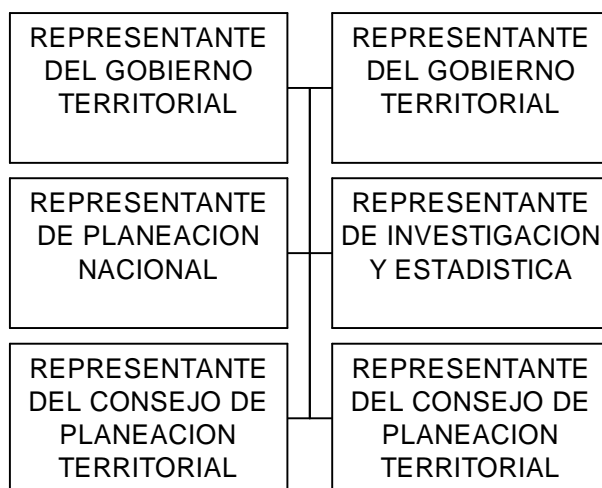 REPRESENTANTE
DEL GOBIERNO
TERRITORIAL
REPRESENTANTE
DEL GOBIERNO
TERRITORIAL
REPRESENTANTE
DE PLANEACION
NACIONAL
REPRESENTANTE
DE INVESTIGACION
Y ESTADISTICA
REPRESENTANTE
DEL CONSEJO DE
PLANEACION
TERRITORIAL
REPRESENTANTE
DEL CONSEJO DE
PLANEACION
TERRITORIAL